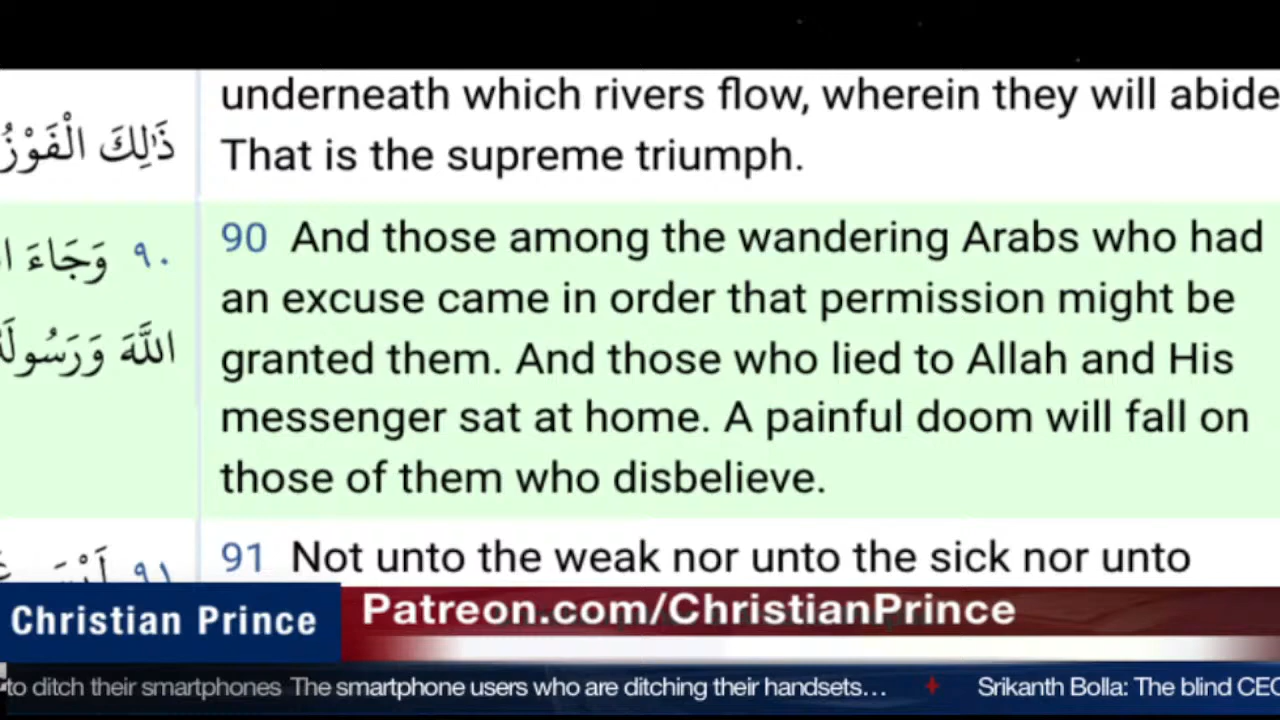 underneath which rivers flow, wherein they will abide
ذَٰلِكَ الْفَوْزُ
That is the supreme triumph.
90 And those among the wandering Arabs who had
٩٠ وَجَاءَ
an excuse came in order that permission might be
اللَّهَ وَرَسُولَهُ
granted them. And those who lied to Allah and His
messenger sat at home. A painful doom will fall on
those of them who disbelieve.
91 Not unto the weak nor unto the sick nor unto
٩١
Christian Prince
Patreon.com/ChristianPrince
to ditch their smartphones The smartphone users who are ditching their handsets... Srikanth Bolla: The blind CEO